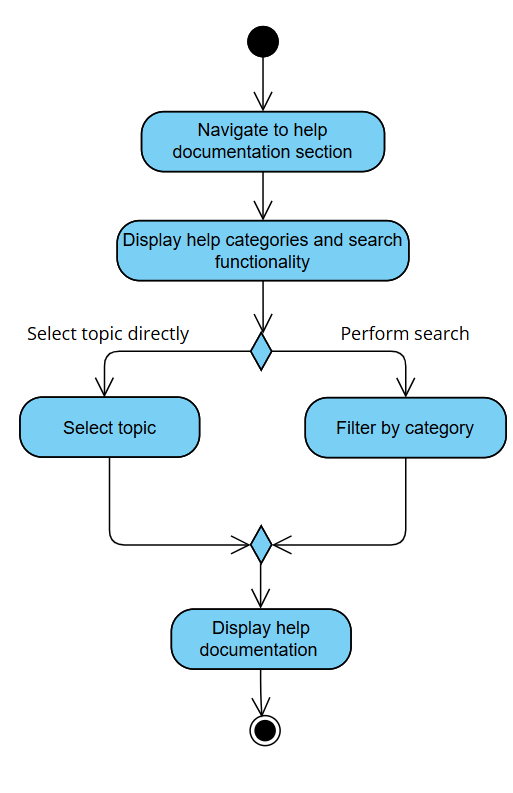 Navigate to help
documentation section
Display help categories and search
functionality
Select topic directly
Perform search
Select topic
Filter by category
Display help
documentation